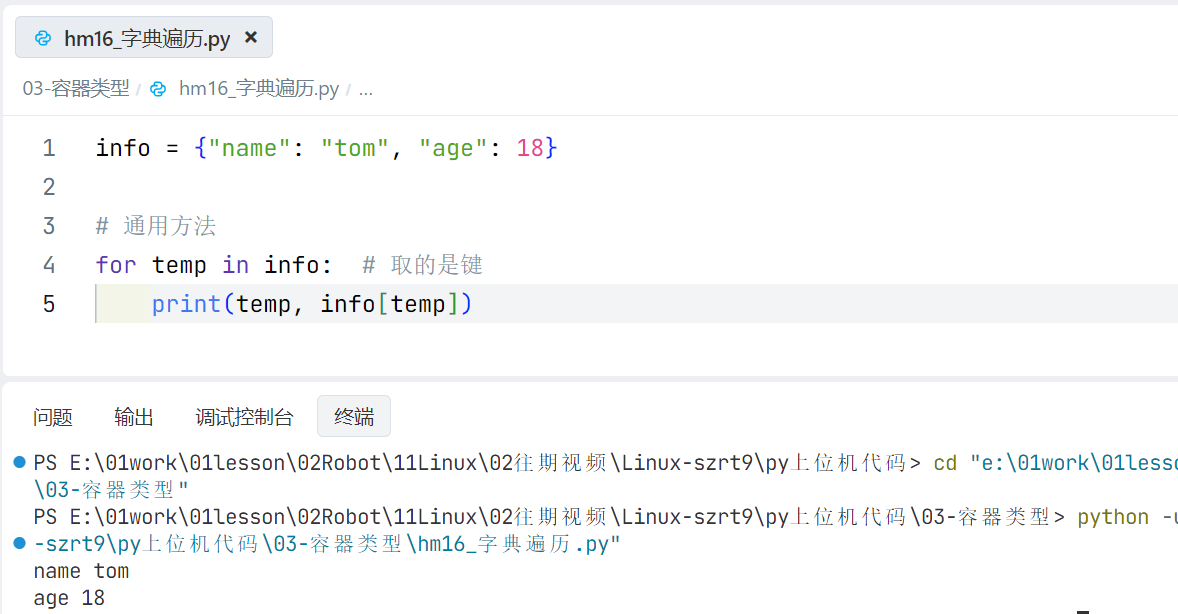 hm16_字典遍历.py ×
03-容器类型 / hm16_字典遍历.py / ...
1 info = {"name": "tom", "age": 18}
2
3 # 通用方法
4 for temp in info:  # 取的是键
5     print(temp, info[temp])
问题 输出 调试控制台 终端
PS E:\01work\01lesson\02Robot\11Linux\02往期视频\Linux-szrt9\py上位机代码> cd "e:\01work\01lesso
\03-容器类型"
PS E:\01work\01lesson\02Robot\11Linux\02往期视频\Linux-szrt9\py上位机代码\03-容器类型> python -u
-szrt9\py上位机代码\03-容器类型\hm16_字典遍历.py"
name tom
age 18